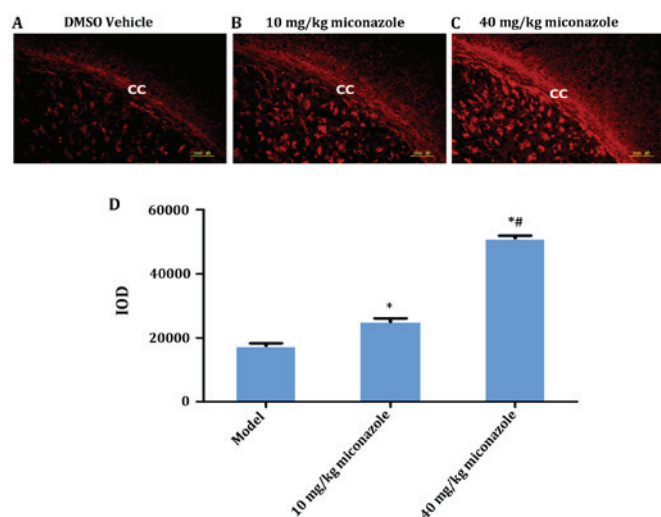 A DMSO Vehicle
B 10 mg/kg miconazole
C 40 mg/kg miconazole
CC
CC
CC
D
60000
40000
20000
0
IOD
*
*#
Model
10 mg/kg miconazole
40 mg/kg miconazole